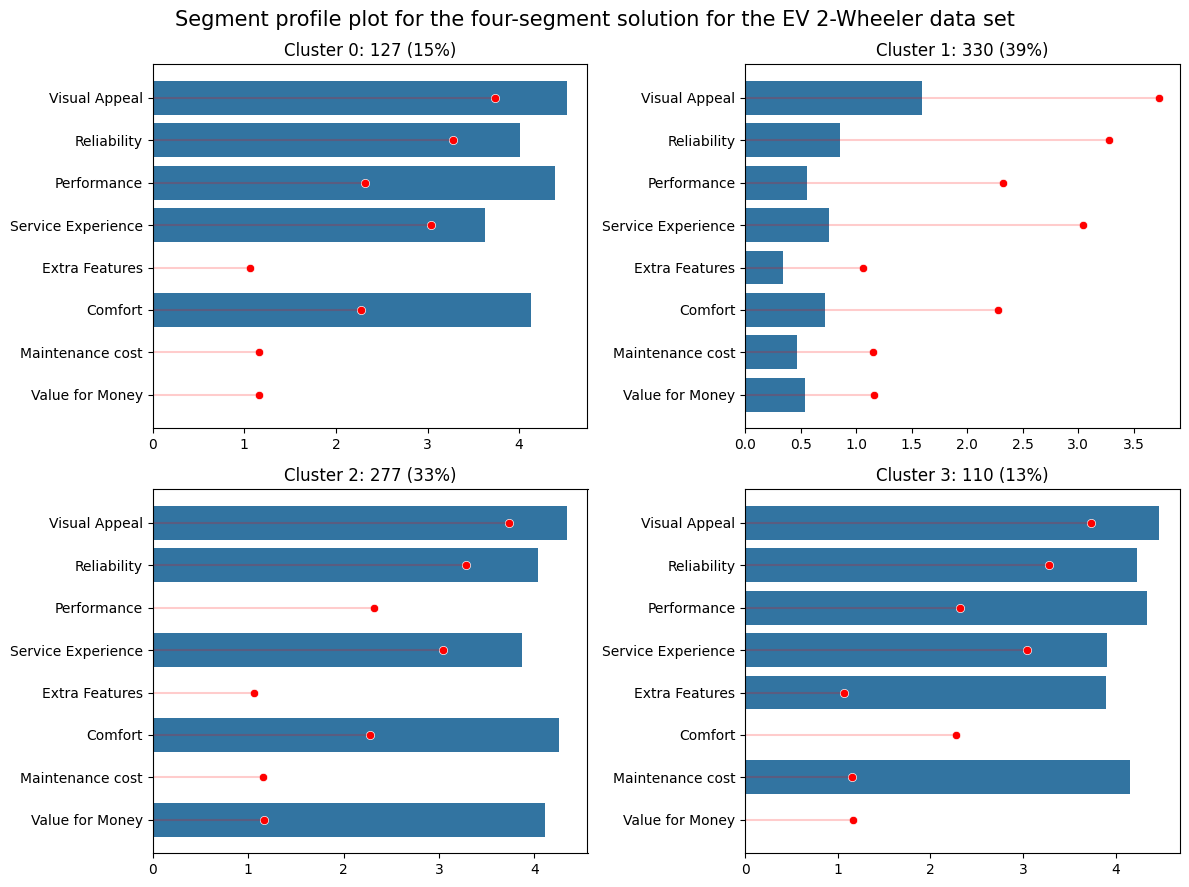 Segment profile plot for the four-segment solution for the EV 2-Wheeler data set
Cluster 0: 127 (15%)
Visual Appeal
Reliability
Performance
Service Experience
Extra Features
Comfort
Maintenance cost
Value for Money
0 1 2 3 4
Cluster 1: 330 (39%)
Visual Appeal
Reliability
Performance
Service Experience
Extra Features
Comfort
Maintenance cost
Value for Money
0.0 0.5 1.0 1.5 2.0 2.5 3.0 3.5
Cluster 2: 277 (33%)
Visual Appeal
Reliability
Performance
Service Experience
Extra Features
Comfort
Maintenance cost
Value for Money
0 1 2 3 4
Cluster 3: 110 (13%)
Visual Appeal
Reliability
Performance
Service Experience
Extra Features
Comfort
Maintenance cost
Value for Money
0 1 2 3 4